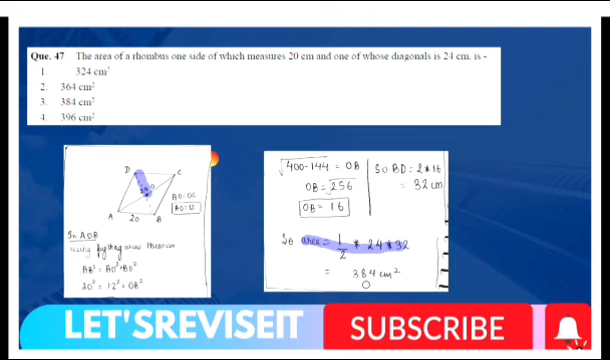 Que. 47 The area of a rhombus one side of which measures 20 cm and one of whose diagonals is 24 cm. is -
1. 324 cm²
2. 364 cm²
3. 384 cm²
4. 396 cm²
D
C
O
A
20
B
AO=OC
In AOB
using pythagoras theorem
AB² = AO² + BO²
20² = 12² + OB²
√400-144 = OB
OB = √256
OB = 16
SO BD = 2*16
= 32 cm
So area = 1/2 * 24*32
= 384 cm²
LET'SREVISEIT
SUBSCRIBE